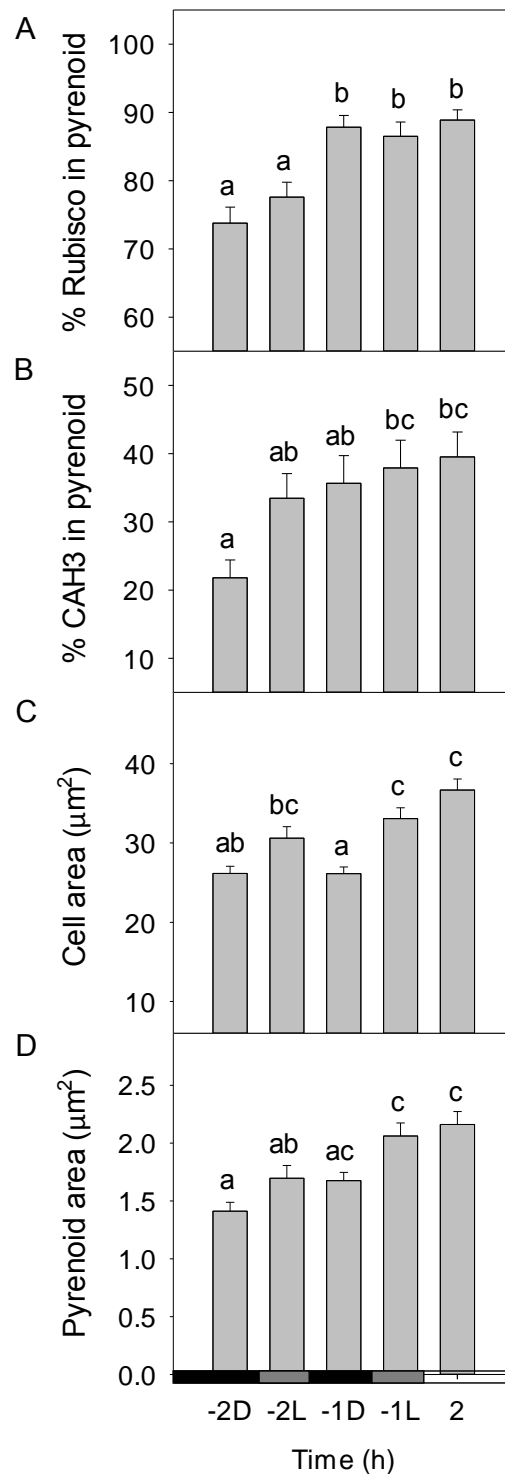 A
% Rubisco in pyrenoid
100
90
80
70
60
a
a
b
b
b
B
% CAH3 in pyrenoid
50
40
30
20
10
a
ab
ab
bc
bc
C
Cell area (μm²)
40
30
20
10
ab
bc
a
c
c
D
Pyrenoid area (μm²)
2.5
2.0
1.5
1.0
0.5
0.0
a
ab
ac
c
c
-2D -2L -1D -1L 2
Time (h)